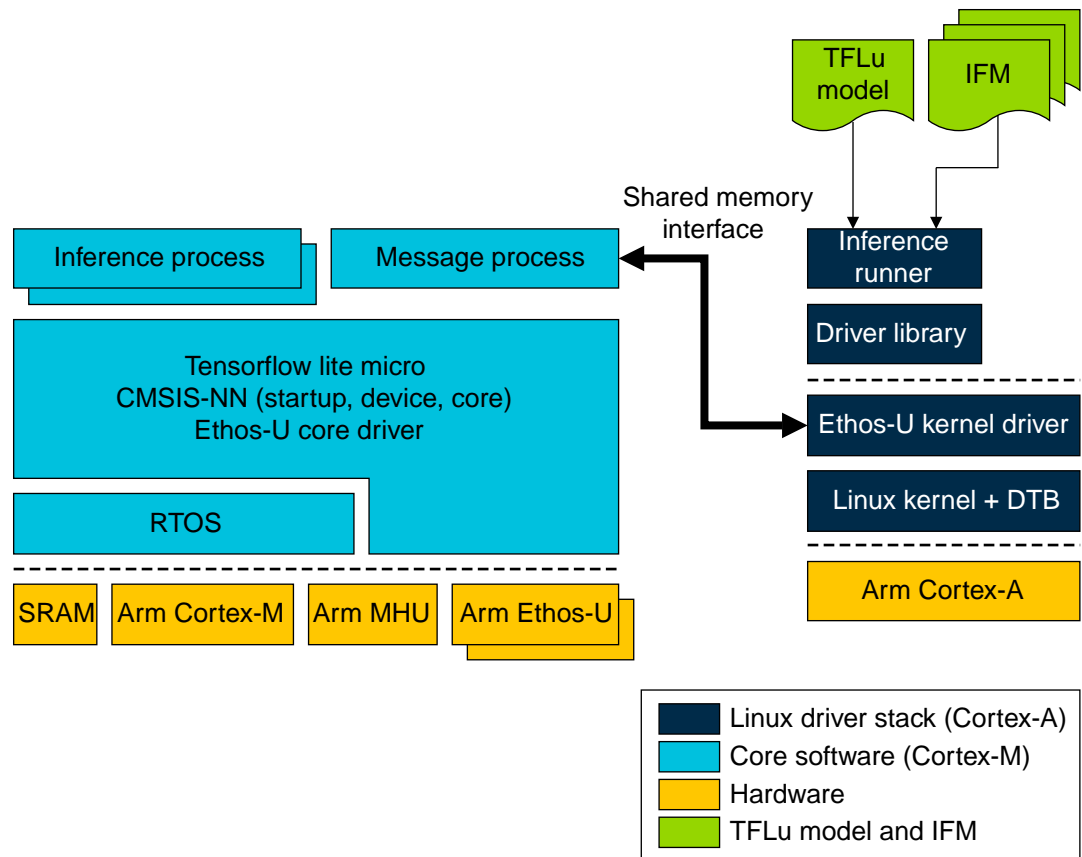 TFLu
model
IFM
Shared memory
interface
Inference process
Message process
Inference
runner
Driver library
Tensorflow lite micro
CMSIS-NN (startup, device, core)
Ethos-U core driver
Ethos-U kernel driver
RTOS
Linux kernel + DTB
SRAM
Arm Cortex-M
Arm MHU
Arm Ethos-U
Arm Cortex-A
Linux driver stack (Cortex-A)
Core software (Cortex-M)
Hardware
TFLu model and IFM